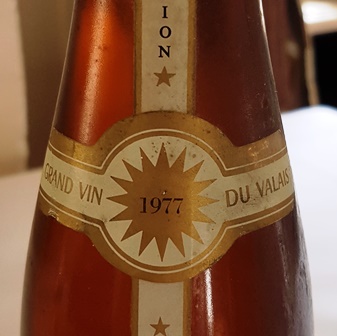 ION
GRAND VIN 1977 DU VALAIS